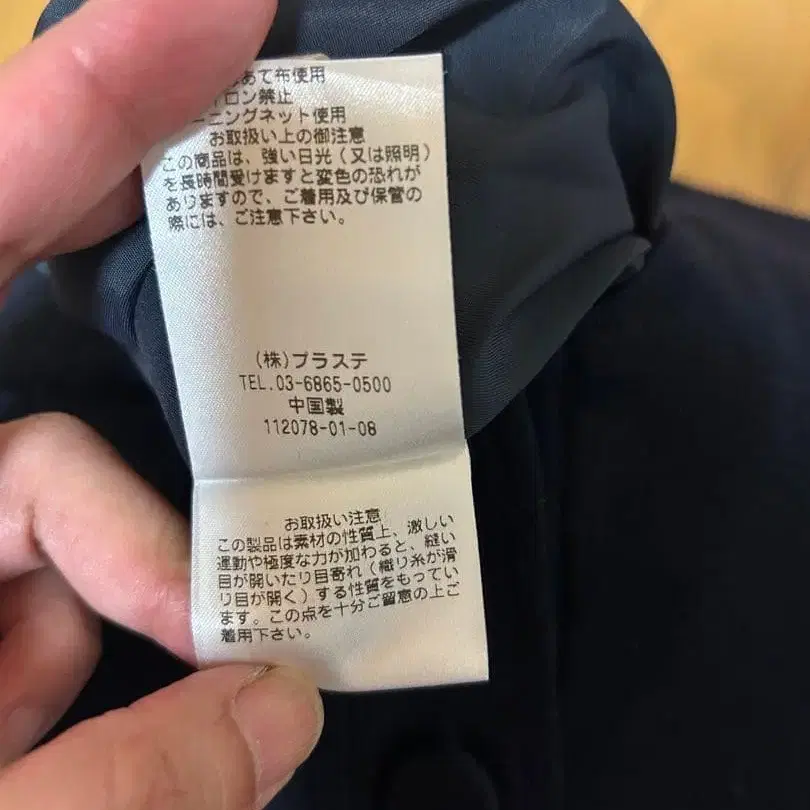 あて布使用
イロン禁止
ーニングネット使用
お取扱い上の御注意
この商品は、強い日光(又は照明)
を長時間受けますと変色の恐れが
ありますので、ご着用及び保管の
際には、ご注意下さい。
(株)プラステ
TEL.03-6865-0500
中国製
112078-01-08
お取扱い注意
この製品は素材の性質上、激しい
運動や極度な力が加わると、縫い
目が開いたり目寄れ(織り糸が滑
り目が開く)する性質をもってい
ます。この点を十分ご留意の上ご
着用下さい。